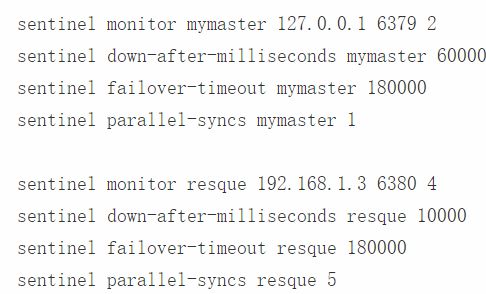 sentinel monitor mymaster 127.0.0.1 6379 2
sentinel down-after-milliseconds mymaster 60000
sentinel failover-timeout mymaster 180000
sentinel parallel-syncs mymaster 1
sentinel monitor resque 192.168.1.3 6380 4
sentinel down-after-milliseconds resque 10000
sentinel failover-timeout resque 180000
sentinel parallel-syncs resque 5